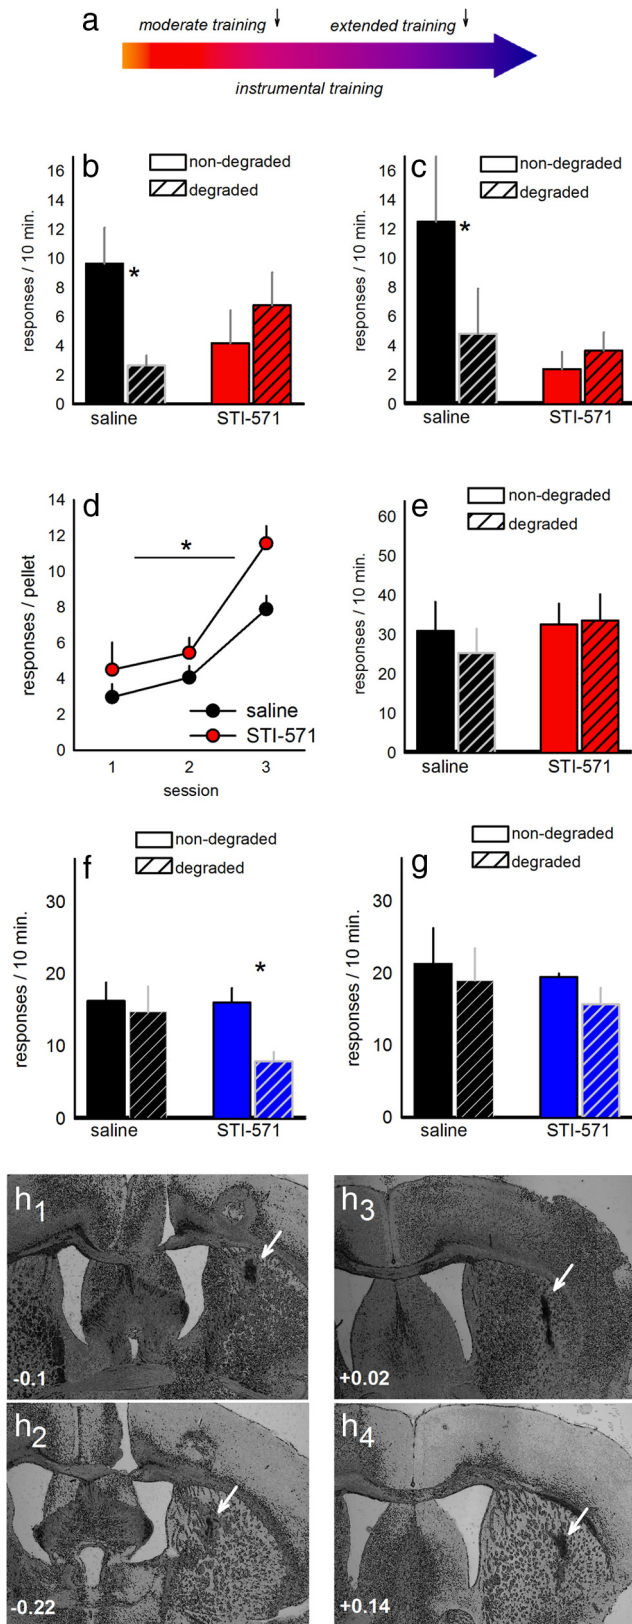 a
moderate training
extended training
instrumental training
b
non-degraded
degraded
responses / 10 min.
16
14
12
10
8
6
4
2
0
*
saline
STI-571
c
non-degraded
degraded
responses / 10 min.
16
14
12
10
8
6
4
2
0
*
saline
STI-571
d
responses / pellet
14
12
10
8
6
4
2
0
*
saline
STI-571
1 2 3
session
e
non-degraded
degraded
responses / 10 min.
60
50
40
30
20
10
0
saline
STI-571
f
non-degraded
degraded
responses / 10 min.
30
20
10
0
*
saline
STI-571
g
non-degraded
degraded
responses / 10 min.
30
20
10
0
saline
STI-571
h1
-0.1
h3
+0.02
h2
-0.22
h4
+0.14